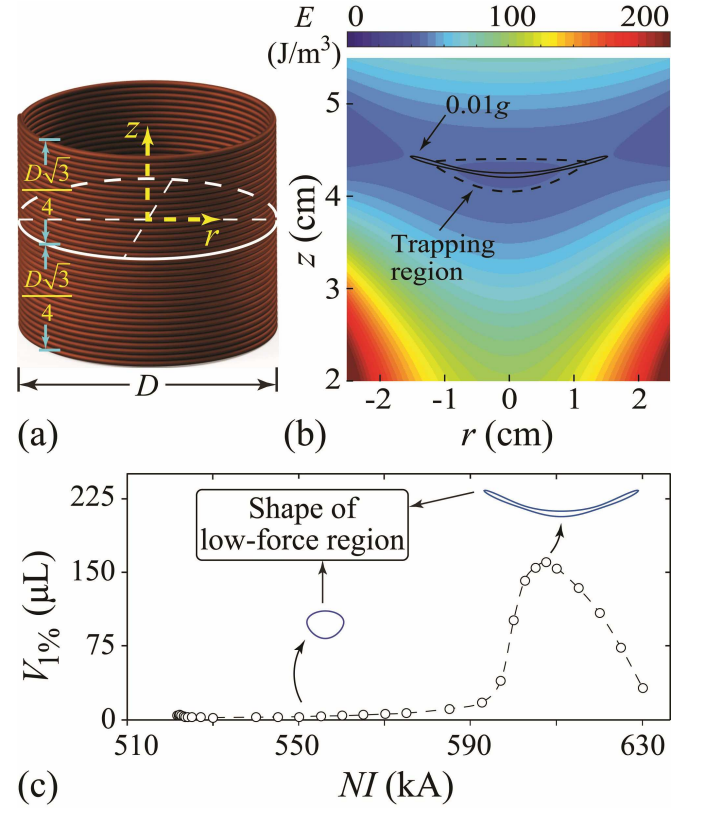 E
(J/m³)
0 100 200
z
D√3
4
r
D√3
4
D
(a)
5
4
3
2
z (cm)
0.01g
Trapping
region
-2 -1 0 1 2
r (cm)
(b)
225
150
75
0
V1% (μL)
Shape of
low-force region
510 550 590 630
NI (kA)
(c)